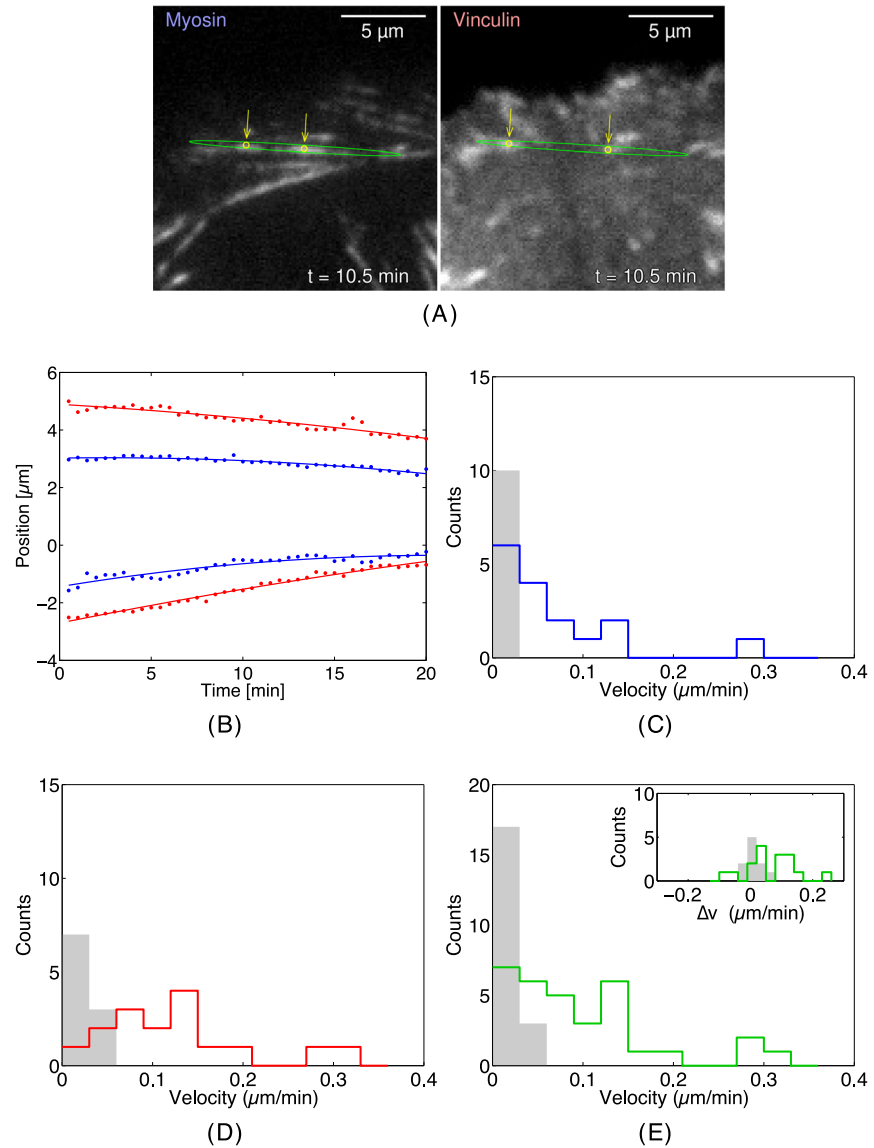 Myosin
5 µm
Vinculin
5 µm
t = 10.5 min
t = 10.5 min
(A)
6
4
2
0
−2
−4
Position [µm]
0
5
10
15
20
Time [min]
(B)
15
10
5
0
Counts
0
0.1
0.2
0.3
0.4
Velocity (µm/min)
(C)
15
10
5
0
Counts
0
0.1
0.2
0.3
0.4
Velocity (µm/min)
(D)
20
15
10
5
0
Counts
0
0.1
0.2
0.3
0.4
Velocity (µm/min)
10
5
0
Counts
−0.2
0
0.2
Δv (µm/min)
(E)